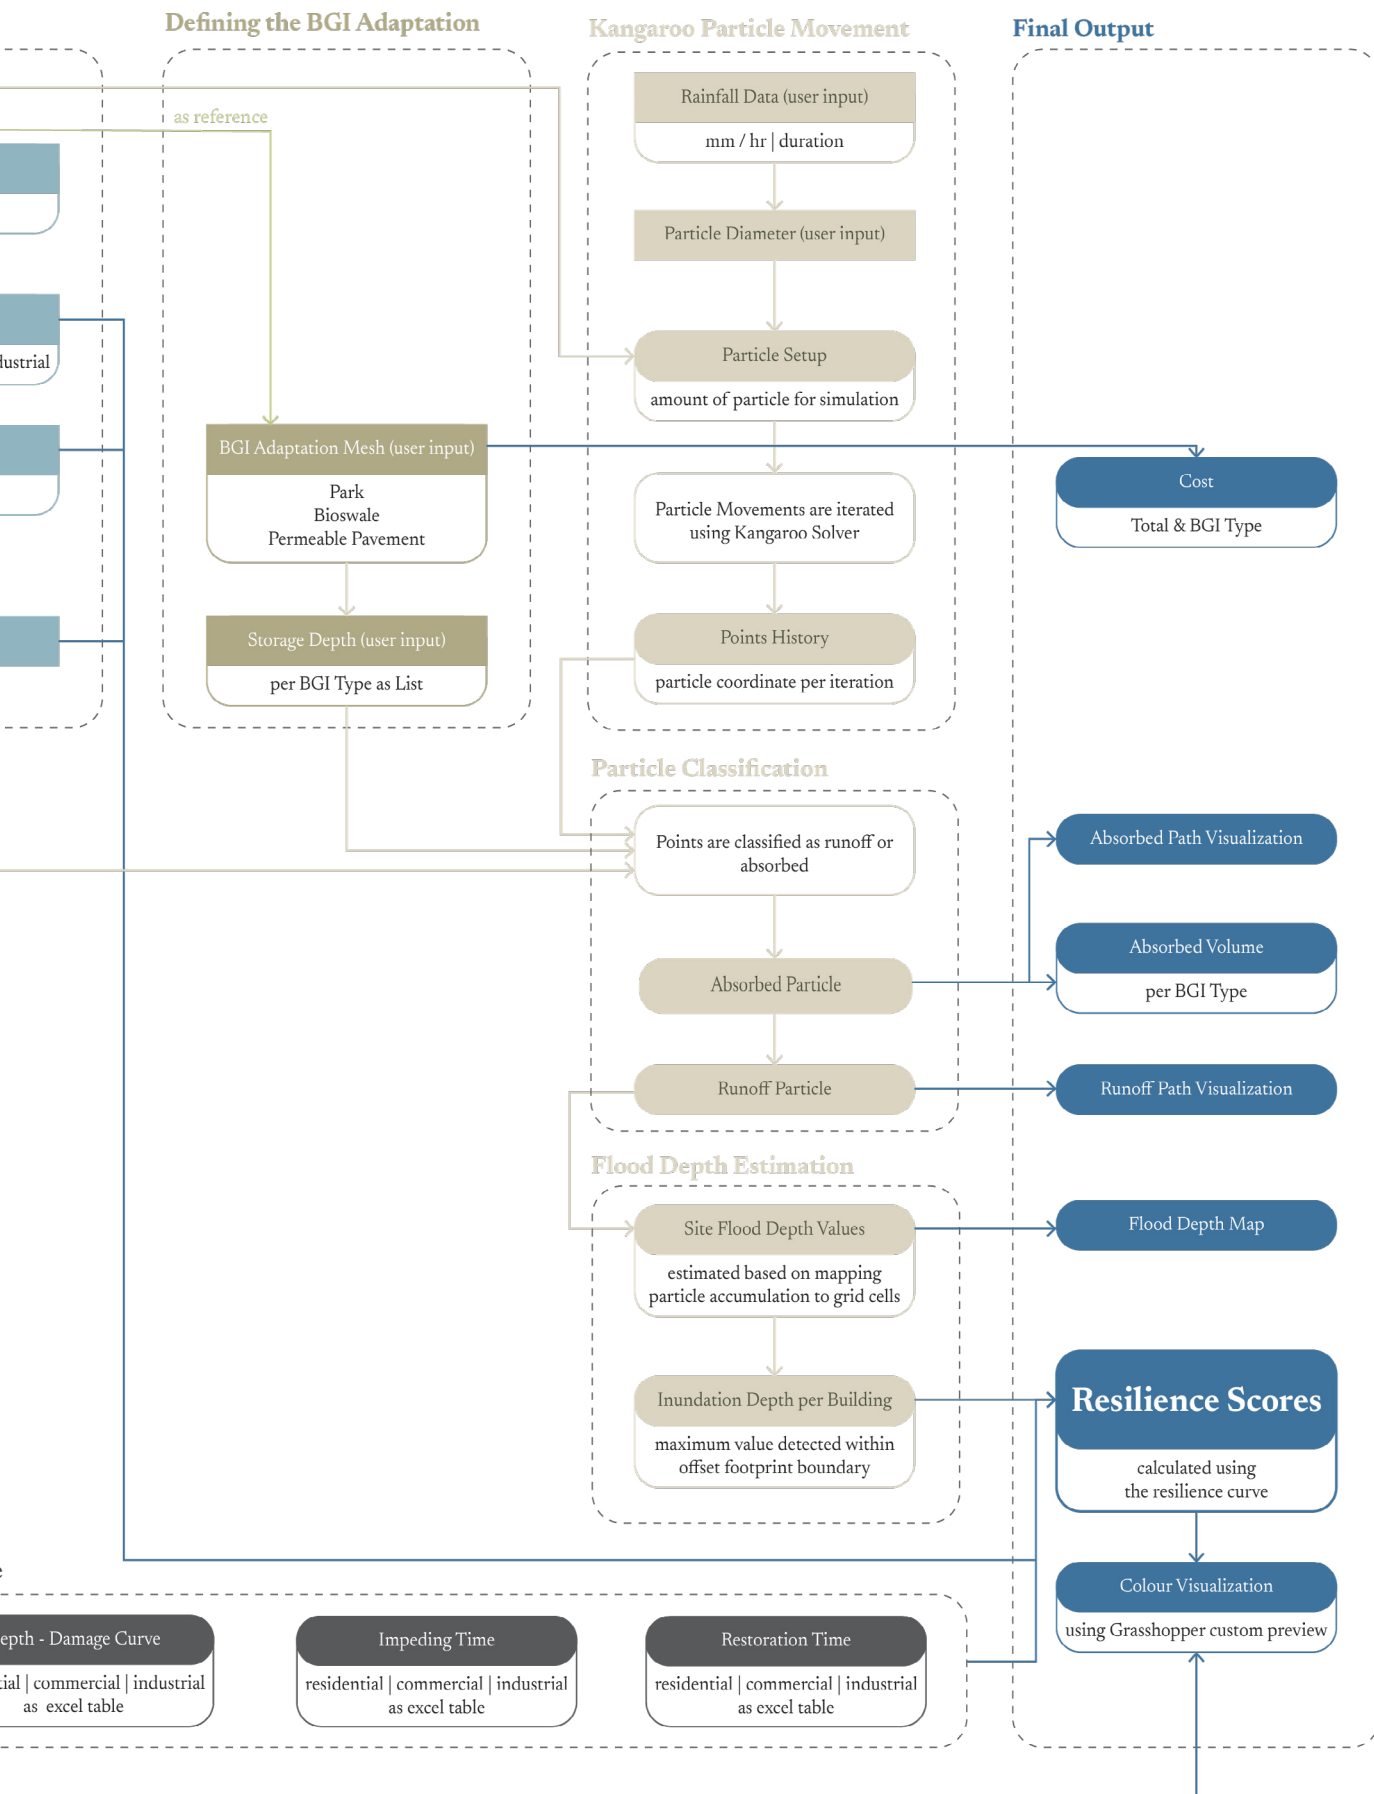 Defining the BGI Adaptation
as reference
BGI Adaptation Mesh (user input)
Park
Bioswale
Permeable Pavement
Storage Depth (user input)
per BGI Type as List
Kangaroo Particle Movement
Rainfall Data (user input)
mm / hr | duration
Particle Diameter (user input)
Particle Setup
amount of particle for simulation
Particle Movements are iterated
using Kangaroo Solver
Points History
particle coordinate per iteration
Particle Classification
Points are classified as runoff or
absorbed
Absorbed Particle
Runoff Particle
Flood Depth Estimation
Site Flood Depth Values
estimated based on mapping
particle accumulation to grid cells
Inundation Depth per Building
maximum value detected within
offset footprint boundary
Final Output
Cost
Total & BGI Type
Absorbed Path Visualization
Absorbed Volume
per BGI Type
Runoff Path Visualization
Flood Depth Map
Resilience Scores
calculated using
the resilience curve
Colour Visualization
using Grasshopper custom preview
- Damage Curve
| commercial | industrial
as excel table
Impeding Time
residential | commercial | industrial
as excel table
Restoration Time
residential | commercial | industrial
as excel table